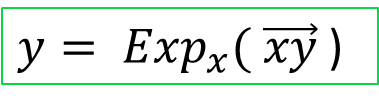 y = Exp_x( \overrightarrow{xy} )